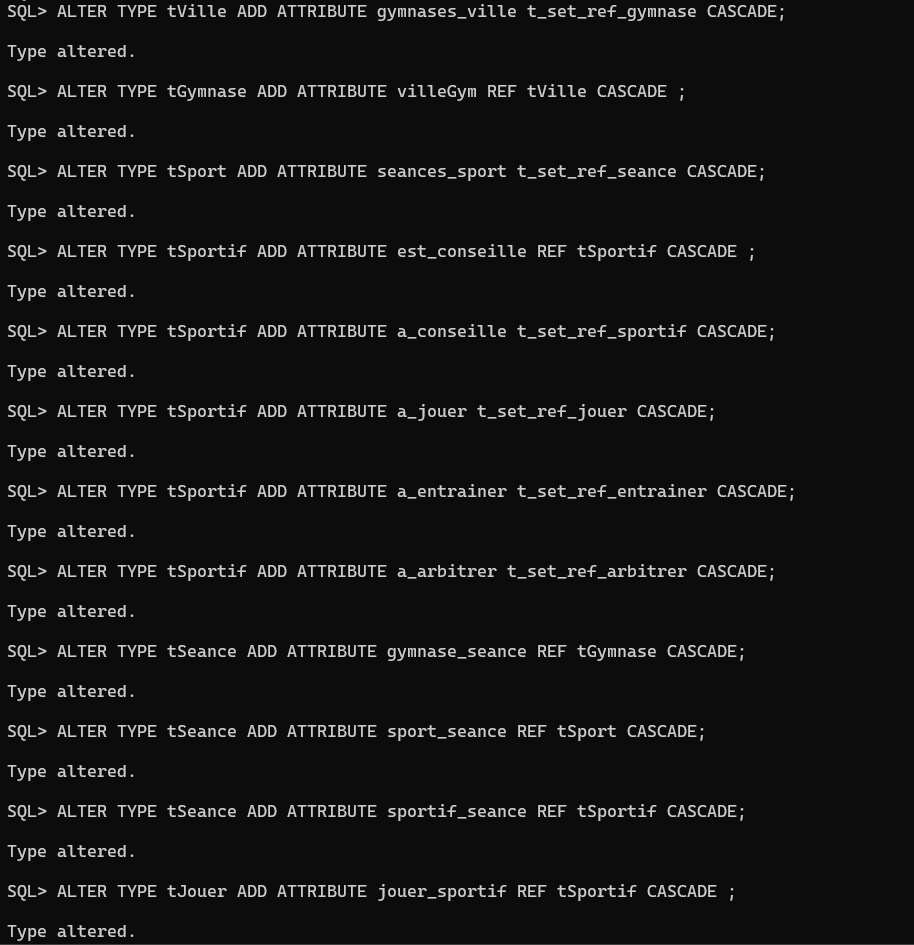 SQL> ALTER TYPE tVille ADD ATTRIBUTE gymnases_ville t_set_ref_gymnase CASCADE;
Type altered.
SQL> ALTER TYPE tGymnase ADD ATTRIBUTE villeGym REF tVille CASCADE ;
Type altered.
SQL> ALTER TYPE tSport ADD ATTRIBUTE seances_sport t_set_ref_seance CASCADE;
Type altered.
SQL> ALTER TYPE tSportif ADD ATTRIBUTE est_conseille REF tSportif CASCADE ;
Type altered.
SQL> ALTER TYPE tSportif ADD ATTRIBUTE a_conseille t_set_ref_sportif CASCADE;
Type altered.
SQL> ALTER TYPE tSportif ADD ATTRIBUTE a_jouer t_set_ref_jouer CASCADE;
Type altered.
SQL> ALTER TYPE tSportif ADD ATTRIBUTE a_entrainer t_set_ref_entrainer CASCADE;
Type altered.
SQL> ALTER TYPE tSportif ADD ATTRIBUTE a_arbitrer t_set_ref_arbitrer CASCADE;
Type altered.
SQL> ALTER TYPE tSeance ADD ATTRIBUTE gymnase_seance REF tGymnase CASCADE;
Type altered.
SQL> ALTER TYPE tSeance ADD ATTRIBUTE sport_seance REF tSport CASCADE;
Type altered.
SQL> ALTER TYPE tSeance ADD ATTRIBUTE sportif_seance REF tSportif CASCADE;
Type altered.
SQL> ALTER TYPE tJouer ADD ATTRIBUTE jouer_sportif REF tSportif CASCADE ;
Type altered.